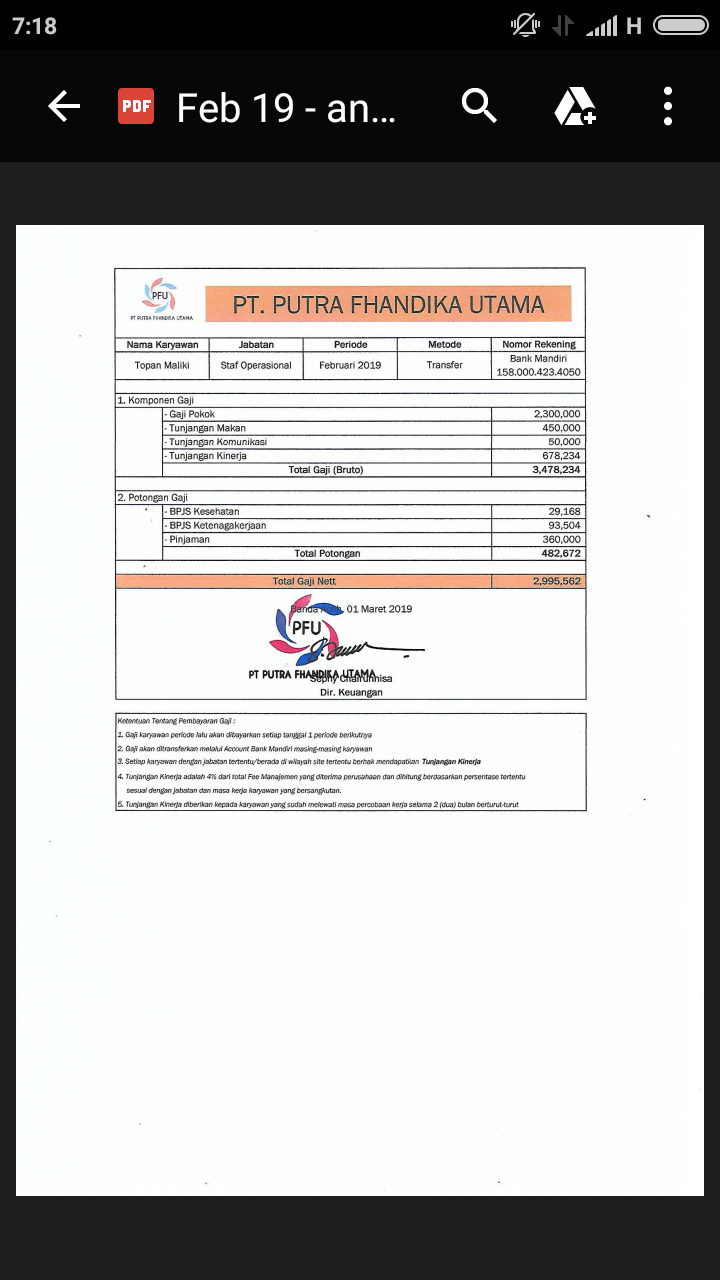 7:18
H
PDF
Feb 19 - an...
PFU
PT PUTRA FHANDIKA UTAMA
PT. PUTRA FHANDIKA UTAMA
Nama Karyawan Jabatan Periode Metode Nomor Rekening
Topan Maliki Staf Operasional Februari 2019 Transfer Bank Mandiri
158.000.423.4050
1. Komponen Gaji
- Gaji Pokok 2,300,000
- Tunjangan Makan 450,000
- Tunjangan Komunikasi 50,000
- Tunjangan Kinerja 678,234
Total Gaji (Bruto) 3,478,234
2. Potongan Gaji
- BPJS Kesehatan 29,168
- BPJS Ketenagakerjaan 93,504
- Pinjaman 360,000
Total Potongan 482,672
Total Gaji Nett 2,995,562
01 Maret 2019
PFU
PT PUTRA FHANDIKA UTAMA
Sephy Chairunnisa
Dir. Keuangan
Ketentuan Tentang Pembayaran Gaji :
1. Gaji karyawan periode lalu akan dibayarkan setiap tanggal 1 periode berikutnya
2. Gaji akan ditransferkan melalui Account Bank Mandiri masing-masing karyawan
3. Setiap karyawan dengan jabatan tertentu/berada di wilayah site tertentu berhak mendapatkan Tunjangan Kinerja
4. Tunjangan Kinerja adalah 4% dari total Fee Manajemen yang diterima perusahaan dan dihitung berdasarkan persentase tertentu
sesuai dengan jabatan dan masa kerja karyawan yang bersangkutan.
5. Tunjangan Kinerja diberikan kepada karyawan yang sudah melewati masa percobaan kerja selama 2 (dua) bulan berturut-turut